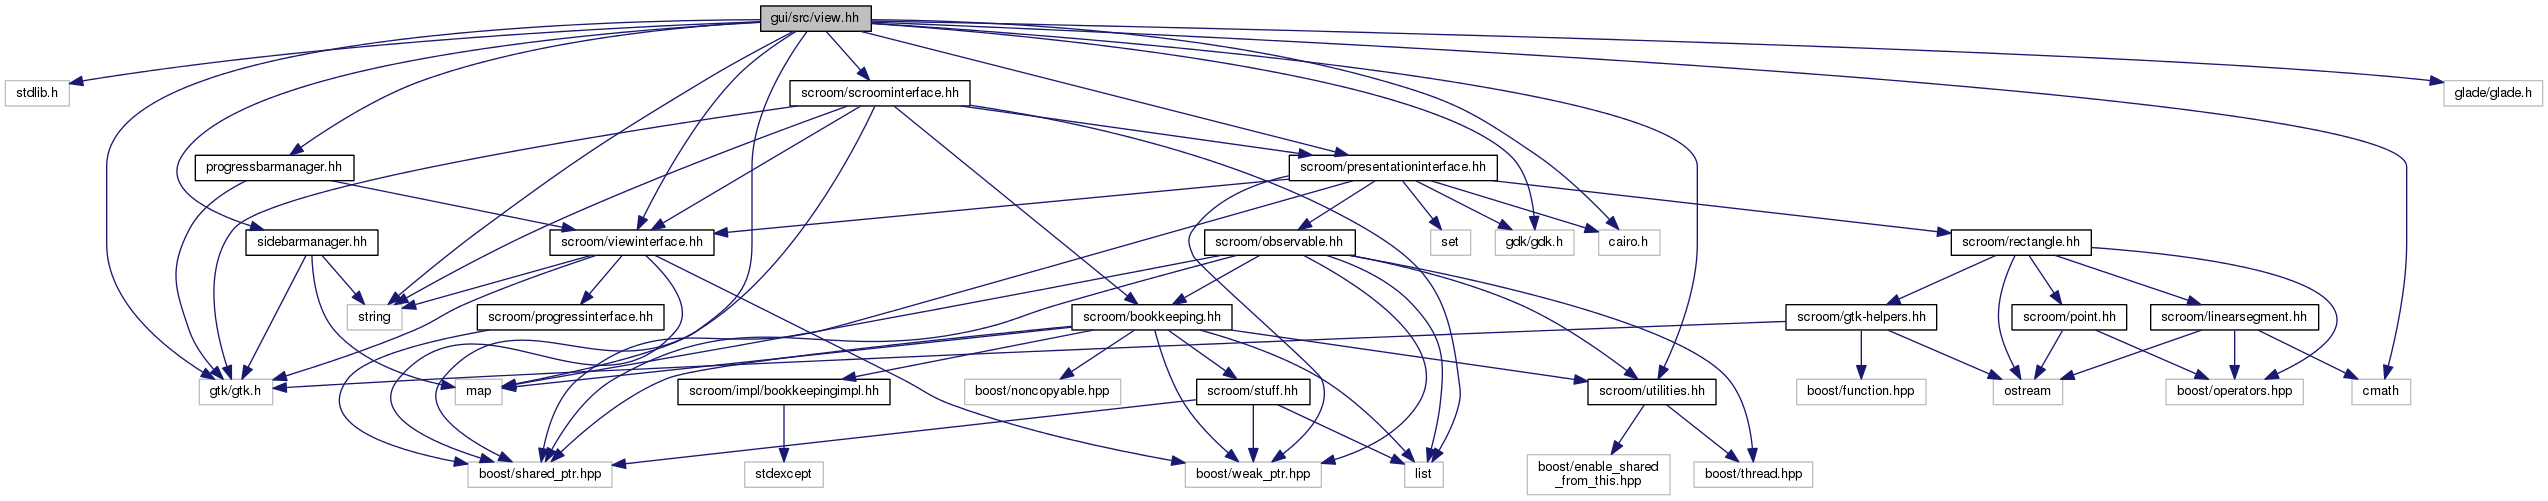 gui/src/view.hh
stdlib.h
scroom/scroominterface.hh
glade/glade.h
progressbarmanager.hh
scroom/presentationinterface.hh
sidebarmanager.hh
scroom/viewinterface.hh
scroom/observable.hh
set
gdk/gdk.h
cairo.h
scroom/rectangle.hh
string
scroom/progressinterface.hh
scroom/bookkeeping.hh
scroom/gtk-helpers.hh
scroom/point.hh
scroom/linearsegment.hh
gtk/gtk.h
map
scroom/impl/bookkeepingimpl.hh
boost/noncopyable.hpp
scroom/stuff.hh
scroom/utilities.hh
boost/function.hpp
ostream
boost/operators.hpp
cmath
boost/shared_ptr.hpp
stdexcept
boost/weak_ptr.hpp
list
boost/enable_shared
_from_this.hpp
boost/thread.hpp